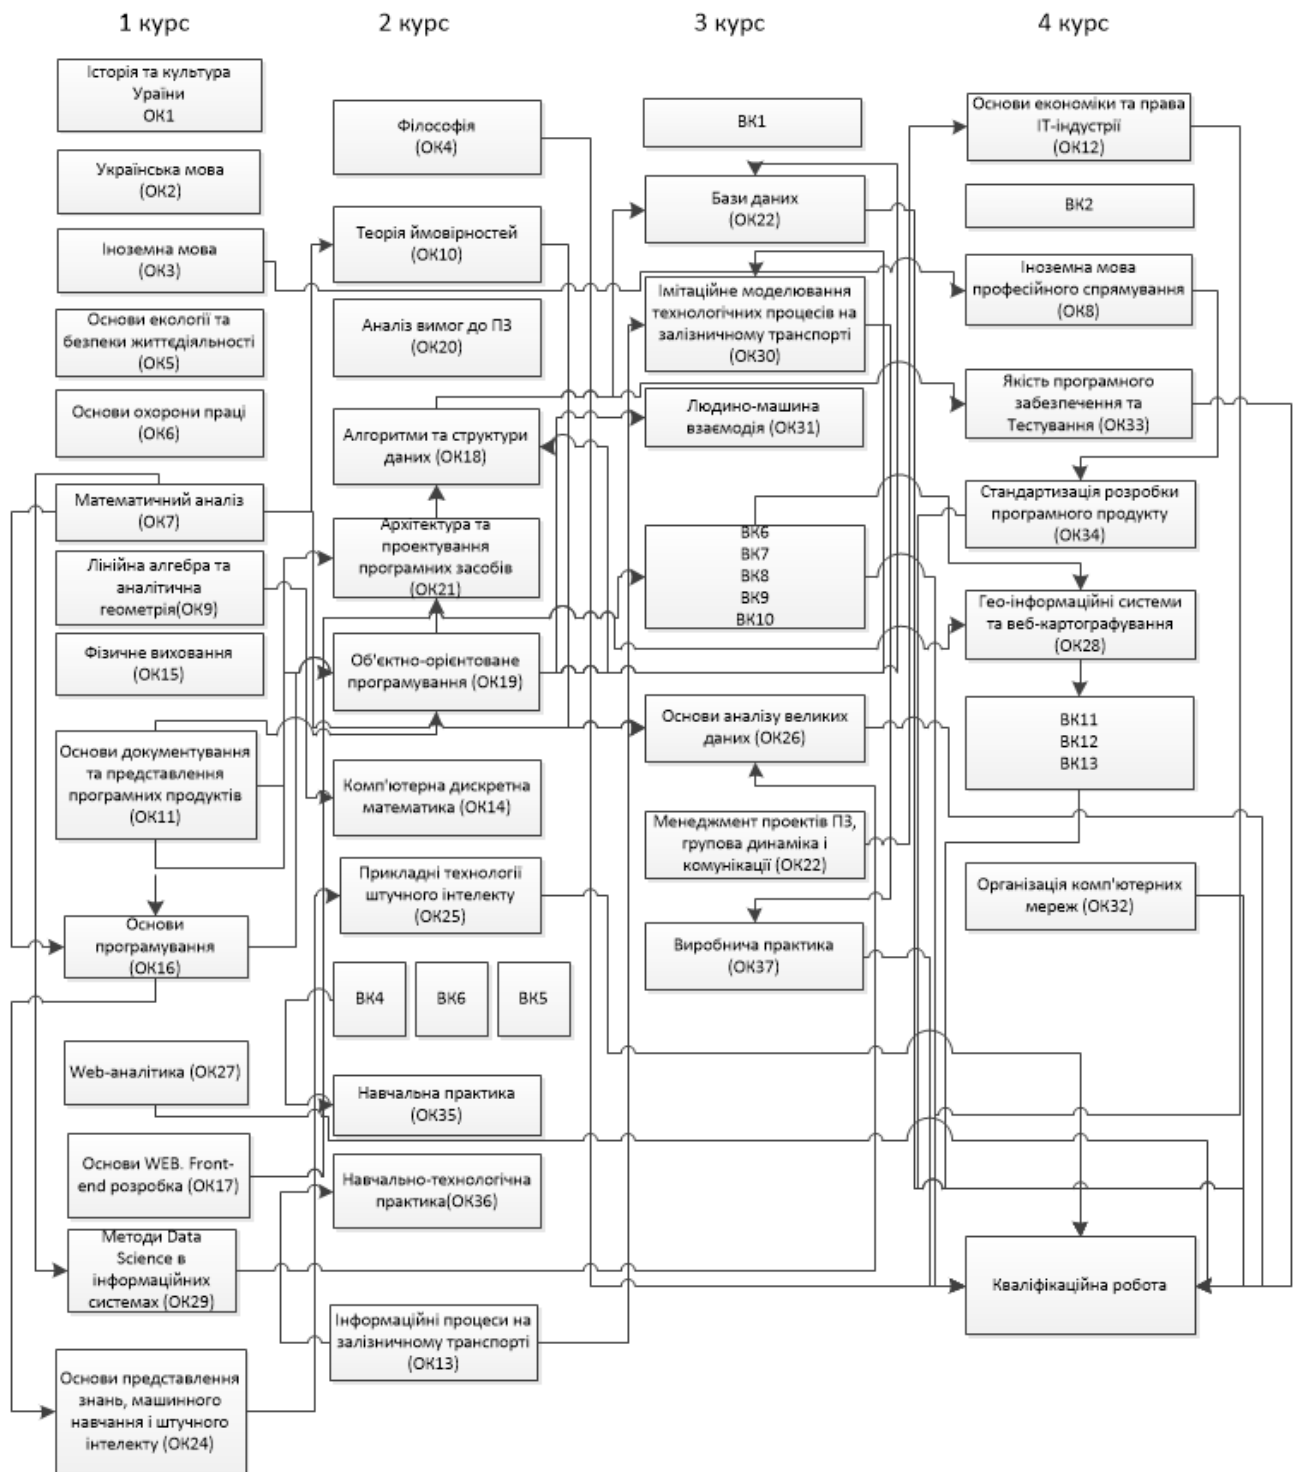 1 курс
2 курс
3 курс
4 курс
Історія та культура
Ураїни
ОК1
Українська мова
(ОК2)
Іноземна мова
(ОК3)
Основи екології та
безпеки життєдіяльності
(ОК5)
Основи охорони праці
(ОК6)
Математичний аналіз
(ОК7)
Лінійна алгебра та
аналітична
геометрія(ОК9)
Фізичне виховання
(ОК15)
Основи документування
та представлення
програмних продуктів
(ОК11)
Основи
програмування
(ОК16)
Web-аналітика (ОК27)
Основи WEB. Front-
end розробка (ОК17)
Методи Data
Science в
інформаційних
системах (ОК29)
Основи представлення
знань, машинного
навчання і штучного
інтелекту (ОК24)
Філософія
(ОК4)
Теорія ймовірностей
(ОК10)
Аналіз вимог до ПЗ
(ОК20)
Алгоритми та структури
даних (ОК18)
Архітектура та
проектування
програмних засобів
(ОК21)
Об'єктно-орієнтоване
програмування (ОК19)
Комп'ютерна дискретна
математика (ОК14)
Прикладні технології
штучного інтелекту
(ОК25)
ВК4
ВК6
ВК5
Навчальна практика
(ОК35)
Навчально-технологічна
практика(ОК36)
Інформаційні процеси на
залізничному транспорті
(ОК13)
ВК1
Бази даних
(ОК22)
Імітаційне моделювання
технологічних процесів на
залізничному транспорті
(ОК30)
Людино-машина
взаємодія (ОК31)
ВК6
ВК7
ВК8
ВК9
ВК10
Основи аналізу великих
даних (ОК26)
Менеджмент проектів ПЗ,
групова динаміка і
комунікації (ОК22)
Виробнича практика
(ОК37)
Основи економіки та права
ІТ-індустрії
(ОК12)
ВК2
Іноземна мова
професійного спрямування
(ОК8)
Якість програмного
забезпечення та
Тестування (ОК33)
Стандартизація розробки
програмного продукту
(ОК34)
Гео-інформаційні системи
та веб-картографування
(ОК28)
ВК11
ВК12
ВК13
Організація комп'ютерних
мереж (ОК32)
Кваліфікаційна робота